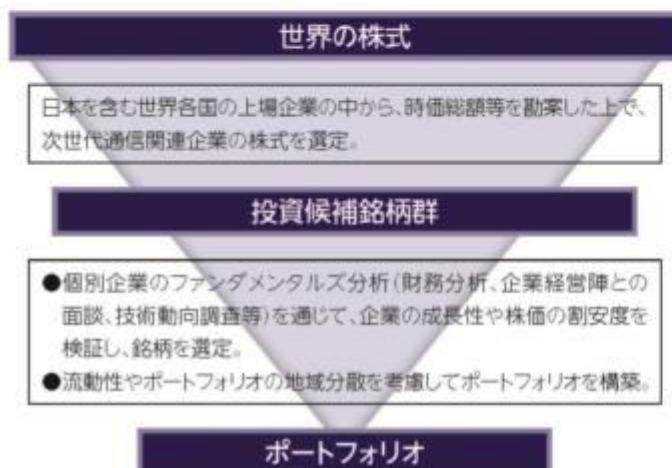 世界の株式
日本を含む世界各国の上場企業の中から、時価総額等を勘案した上で、
次世代通信関連企業の株式を選定。
投資候補銘柄群
●個別企業のファンダメンタルズ分析(財務分析、企業経営陣との
面談、技術動向調査等)を通じて、企業の成長性や株価の割安度を
検証し、銘柄を選定。
●流動性やポートフォリオの地域分散を考慮してポートフォリオを構築。
ポートフォリオ